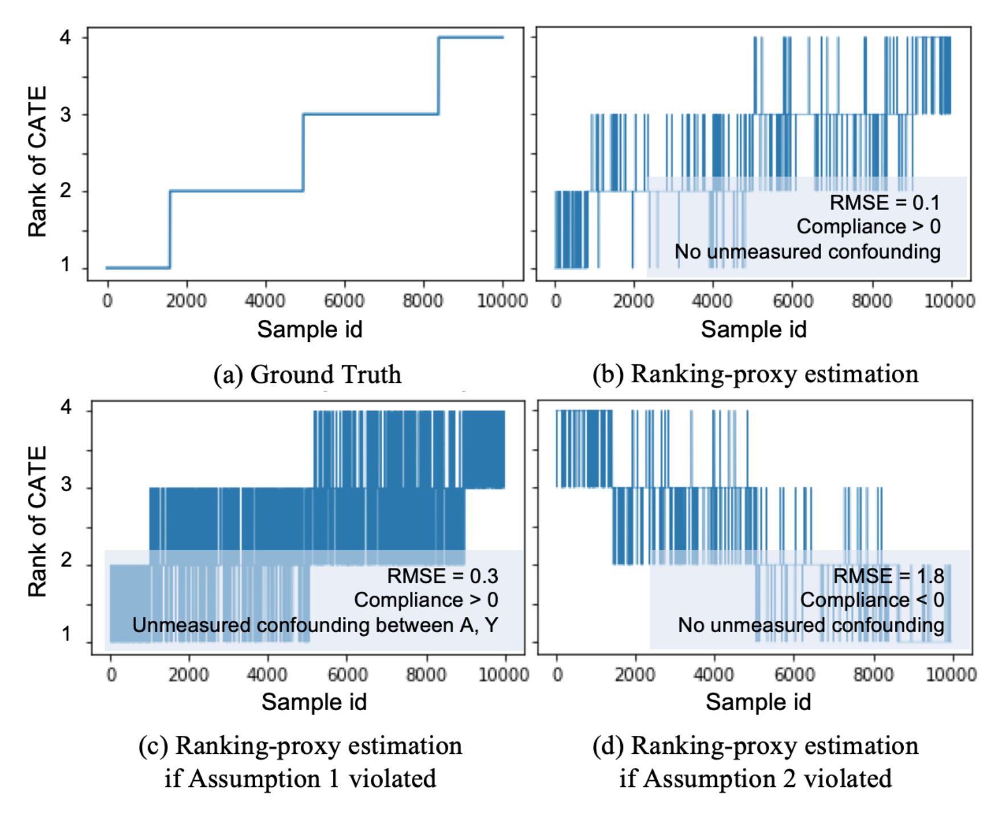 4
3
2
1
Rank of CATE
0 2000 4000 6000 8000 10000
Sample id
(a) Ground Truth
RMSE = 0.1
Compliance > 0
No unmeasured confounding
0 2000 4000 6000 8000 10000
Sample id
(b) Ranking-proxy estimation
4
3
2
1
Rank of CATE
RMSE = 0.3
Compliance > 0
Unmeasured confounding between A, Y
0 2000 4000 6000 8000 10000
Sample id
(c) Ranking-proxy estimation
if Assumption 1 violated
RMSE = 1.8
Compliance < 0
No unmeasured confounding
0 2000 4000 6000 8000 10000
Sample id
(d) Ranking-proxy estimation
if Assumption 2 violated